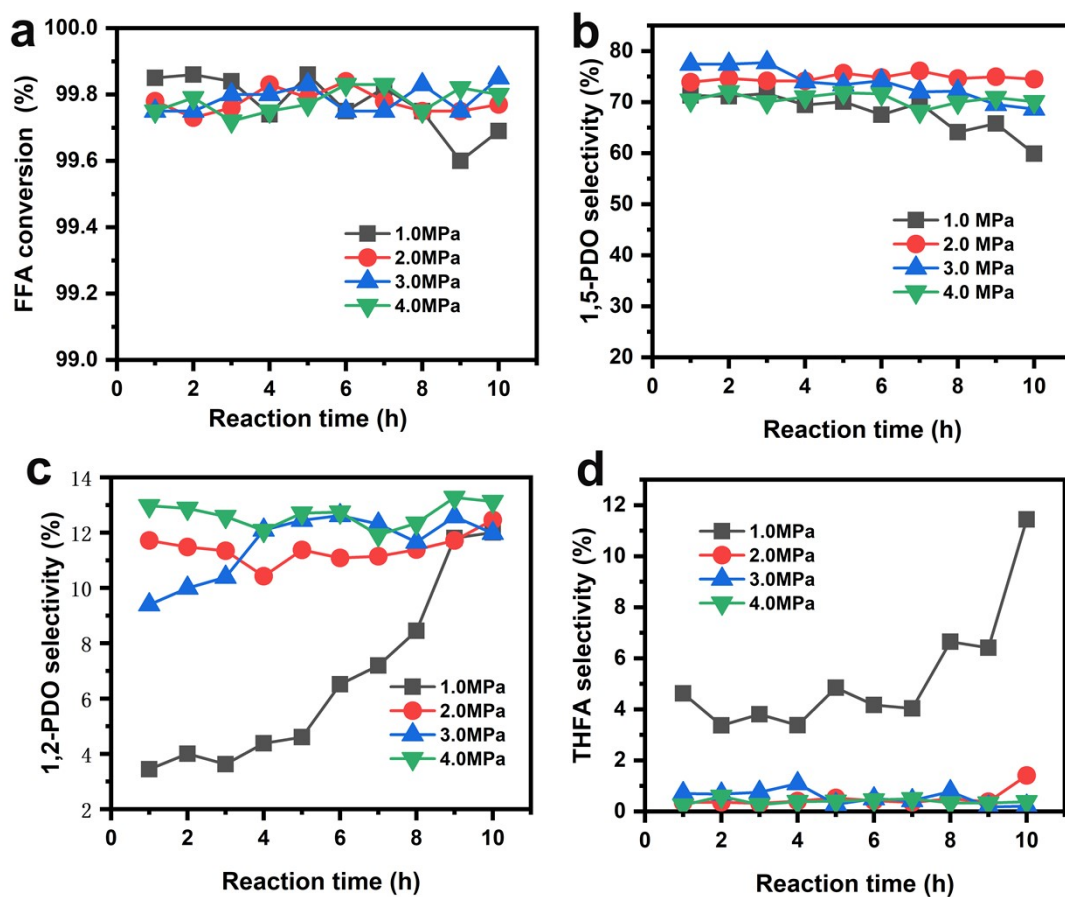 a
FFA conversion (%)
100.0
99.8
99.6
99.4
99.2
99.0
1.0MPa
2.0MPa
3.0MPa
4.0MPa
0 2 4 6 8 10
Reaction time (h)
b
1,5-PDO selectivity (%)
80
70
60
50
40
30
20
1.0 MPa
2.0 MPa
3.0 MPa
4.0 MPa
0 2 4 6 8 10
Reaction time (h)
c
1,2-PDO selectivity (%)
14
12
10
8
6
4
2
1.0MPa
2.0MPa
3.0MPa
4.0MPa
0 2 4 6 8 10
Reaction time (h)
d
THFA selectivity (%)
12
10
8
6
4
2
0
1.0MPa
2.0MPa
3.0MPa
4.0MPa
0 2 4 6 8 10
Reaction time (h)